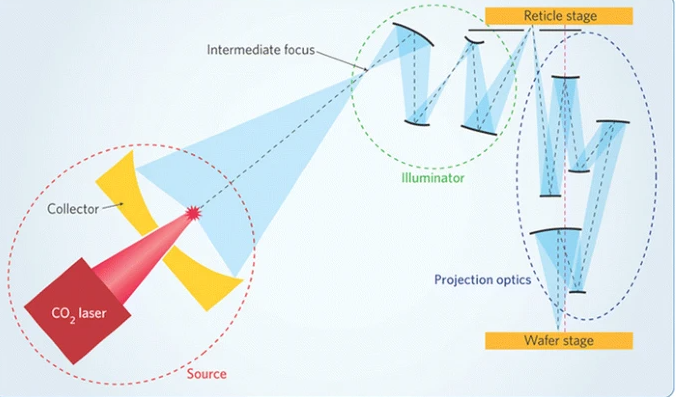 Reticle stage
Intermediate focus
Illuminator
Collector
Projection optics
CO₂ laser
Wafer stage
Source